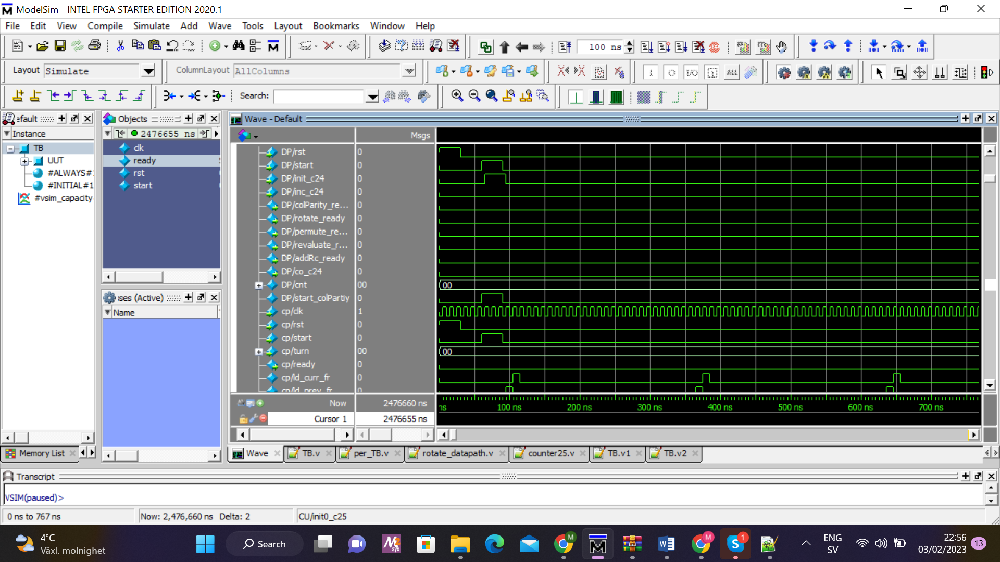 ModelSim - INTEL FPGA STARTER EDITION 2020.1
File Edit View Compile Simulate Add Wave Tools Layout Bookmarks Window Help
100 ns
Layout Simulate ColumnLayout AllColumns
Search:
Objects
Wave - Default
Instance
2476655 ns
Msgs
TB
UUT
#ALWAYS#
#INITIAL#1
#vsim_capacity
clk
ready
rst
start
DP/rst 0
DP/start 0
DP/init_c24 0
DP/inc_c24 0
DP/colParity_re... 0
DP/rotate_ready 0
DP/permute_re... 0
DP/revaluate_r... 0
DP/addRc_ready 0
DP/co_c24 0
DP/cnt 00 00
DP/start_colPartiy 0
cp/clk 1
cp/rst 0
cp/start 0
cp/turn 00 00
cp/ready 0
cp/ld_curr_fr 0
cp/ld_prev_fr 0
(Active)
Name
Now 2476660 ns
ns 100 ns 200 ns 300 ns 400 ns 500 ns 600 ns 700 ns
Cursor 1 2476655 ns
Memory List
Wave TB.v per_TB.v rotate_datapath.v counter25.v TB.v1 TB.v2
Transcript
VSIM(paused)>
0 ns to 767 ns Now: 2,476,660 ns Delta: 2 CU/init0_c25
4°C
Växl. molnighet
Search
ENG
SV
22:56
03/02/2023
13